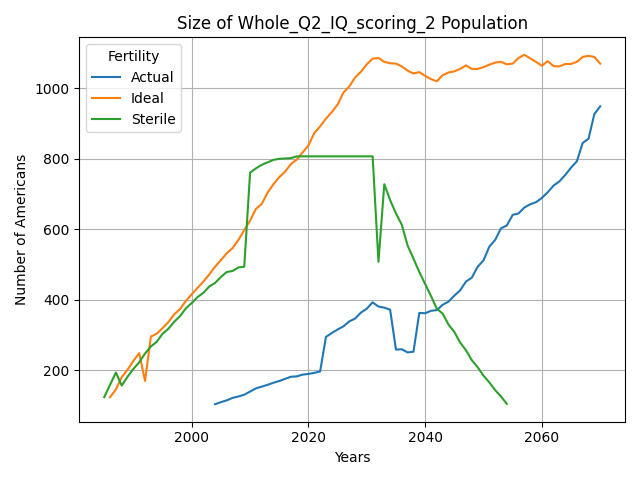 Size of Whole_Q2_IQ_scoring_2 Population
Fertility
Actual
Ideal
Sterile
Number of Americans
1000
800
600
400
200
2000
2020
2040
2060
Years